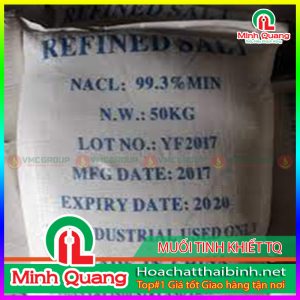 Minh Quang
REFINED SALT
NACL: 99.3%MIN
N.W.: 50KG
VMCGROUP
VMCGROUP
VMCGROUP
LOT NO.: YF2017
MFG DATE: 2017
EXPIRY DATE: 2020
INDUSTRIAL USED ONLY
MUỐI TINH KHIẾT TQ
Minh Quang
Hoachatthaibinh.net
Top#1 Giá tốt Giao hàng tận nơi